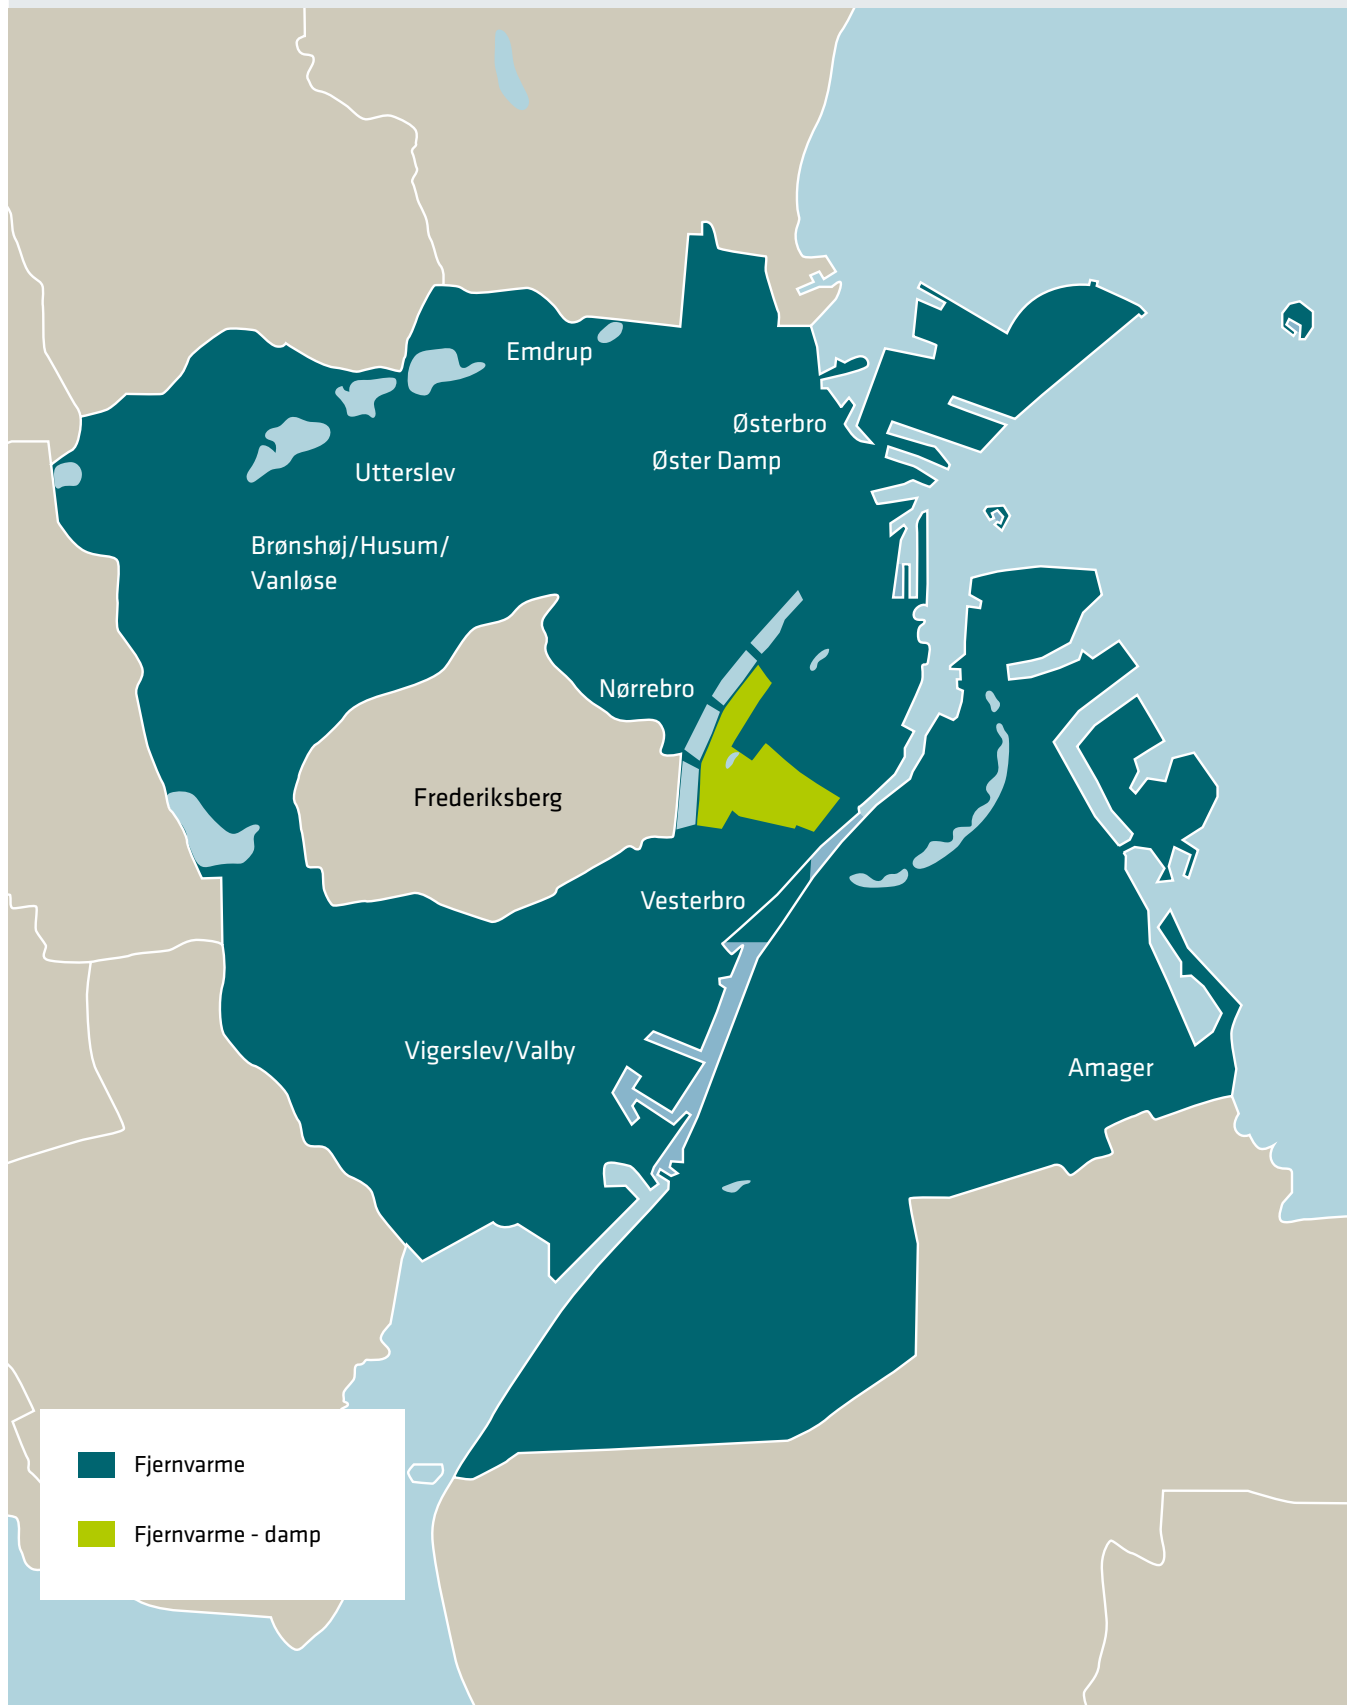 Emdrup
Østerbro
Øster Damp
Utterslev
Brønshøj/Husum/
Vanløse
Nørrebro
Frederiksberg
Vesterbro
Vigerslev/Valby
Amager
Fjernvarme
Fjernvarme - damp